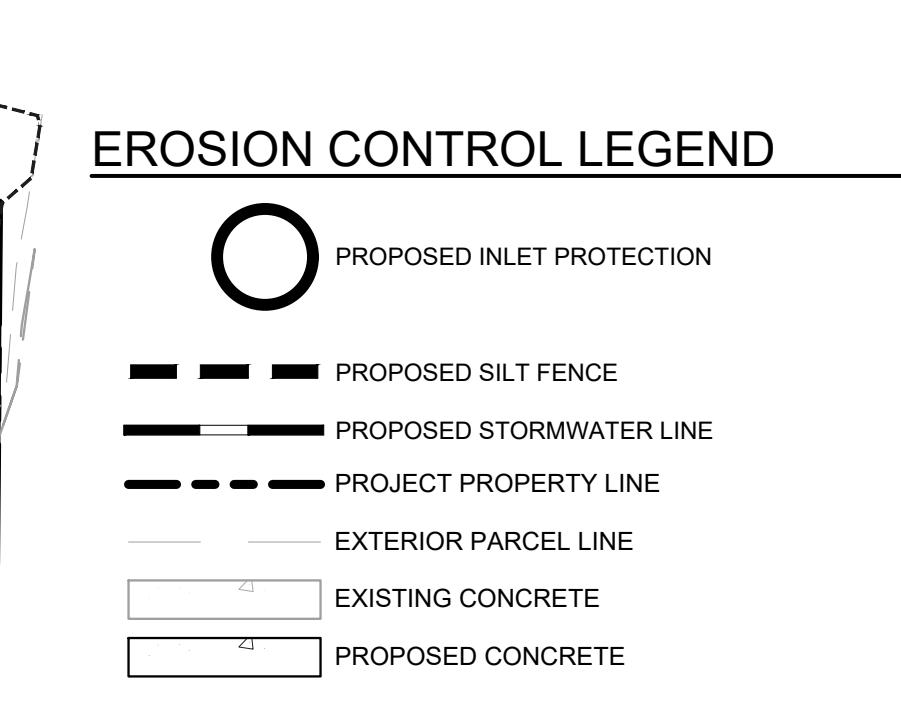 EROSION CONTROL LEGEND
PROPOSED INLET PROTECTION
PROPOSED SILT FENCE
PROPOSED STORMWATER LINE
PROJECT PROPERTY LINE
EXTERIOR PARCEL LINE
EXISTING CONCRETE
PROPOSED CONCRETE